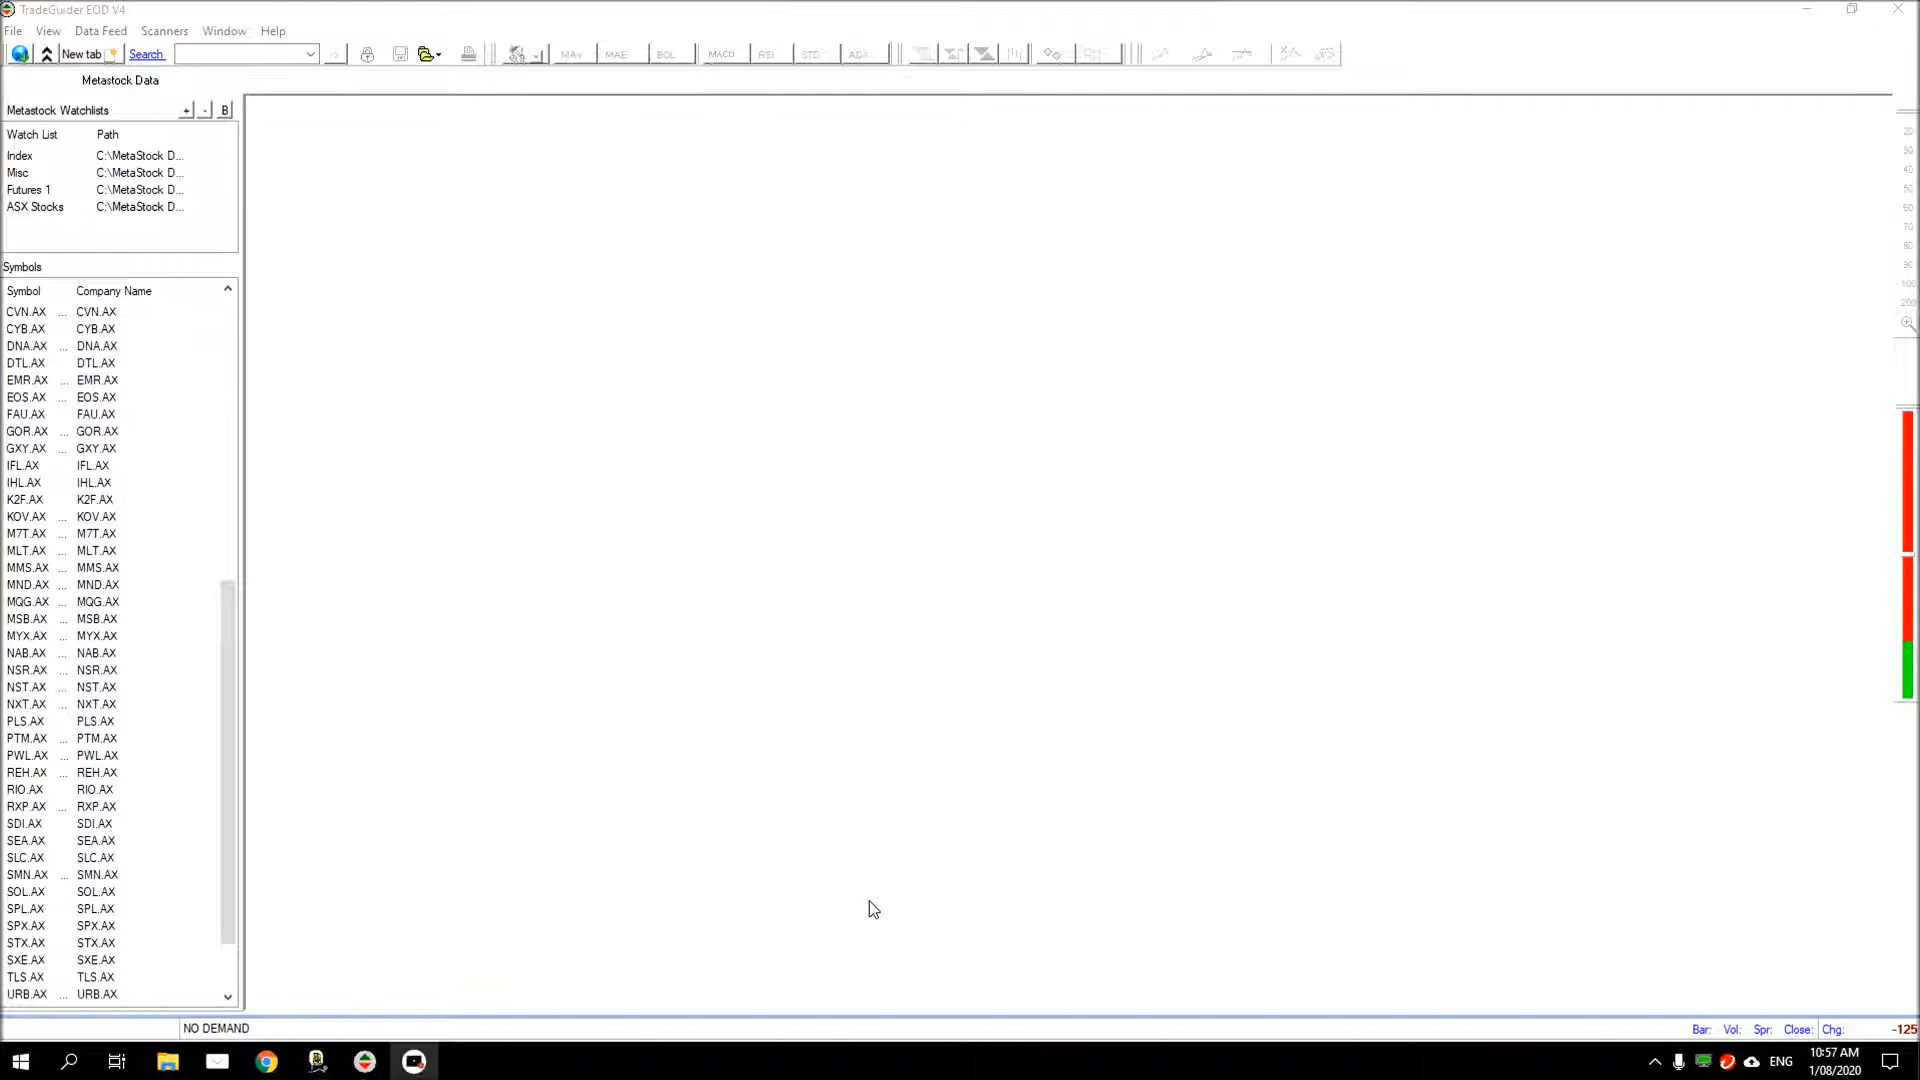 TradeGuider EOD V4
File View Data Feed Scanners Window Help
New tab Search. MAv MAE BOL MACD RSI STO ADX
Metastock Data
Metastock Watchlists + - B
Watch List Path
Index C:\MetaStock D...
Misc C:\MetaStock D...
Futures 1 C:\MetaStock D...
ASX Stocks C:\MetaStock D...
Symbols
Symbol Company Name
CVN.AX ... CVN.AX
CYB.AX CYB.AX
DNA.AX ... DNA.AX
DTL.AX DTL.AX
EMR.AX ... EMR.AX
EOS.AX ... EOS.AX
FAU.AX FAU.AX
GOR.AX ... GOR.AX
GXY.AX ... GXY.AX
IFL.AX IFL.AX
IHL.AX IHL.AX
K2F.AX K2F.AX
KOV.AX ... KOV.AX
M7T.AX ... M7T.AX
MLT.AX ... MLT.AX
MMS.AX ... MMS.AX
MND.AX ... MND.AX
MQG.AX ... MQG.AX
MSB.AX ... MSB.AX
MYX.AX ... MYX.AX
NAB.AX ... NAB.AX
NSR.AX ... NSR.AX
NST.AX ... NST.AX
NXT.AX ... NXT.AX
PLS.AX PLS.AX
PTM.AX ... PTM.AX
PWL.AX ... PWL.AX
REH.AX ... REH.AX
RIO.AX RIO.AX
RXP.AX ... RXP.AX
SDI.AX SDI.AX
SEA.AX SEA.AX
SLC.AX SLC.AX
SMN.AX ... SMN.AX
SOL.AX SOL.AX
SPL.AX SPL.AX
SPX.AX SPX.AX
STX.AX STX.AX
SXE.AX SXE.AX
TLS.AX TLS.AX
URB.AX ... URB.AX
20
30
40
50
60
70
80
90
100
200
NO DEMAND Bar: Vol: Spr: Close: Chg: -125
ENG 10:57 AM
1/08/2020